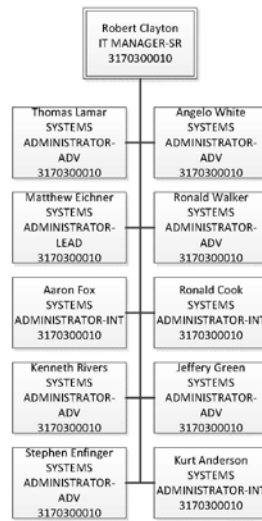 Robert Clayton
IT MANAGER-SR
3170300010
Thomas Lamar
SYSTEMS
ADMINISTRATOR-
ADV
3170300010
Angelo White
SYSTEMS
ADMINISTRATOR-
ADV
3170300010
Matthew Eichner
SYSTEMS
ADMINISTRATOR-
LEAD
3170300010
Ronald Walker
SYSTEMS
ADMINISTRATOR-
ADV
3170300010
Aaron Fox
SYSTEMS
ADMINISTRATOR-INT
3170300010
Ronald Cook
SYSTEMS
ADMINISTRATOR-INT
3170300010
Kenneth Rivers
SYSTEMS
ADMINISTRATOR-
ADV
3170300010
Jeffery Green
SYSTEMS
ADMINISTRATOR-
ADV
3170300010
Stephen Enfinger
SYSTEMS
ADMINISTRATOR-
ADV
3170300010
Kurt Anderson
SYSTEMS
ADMINISTRATOR-INT
3170300010